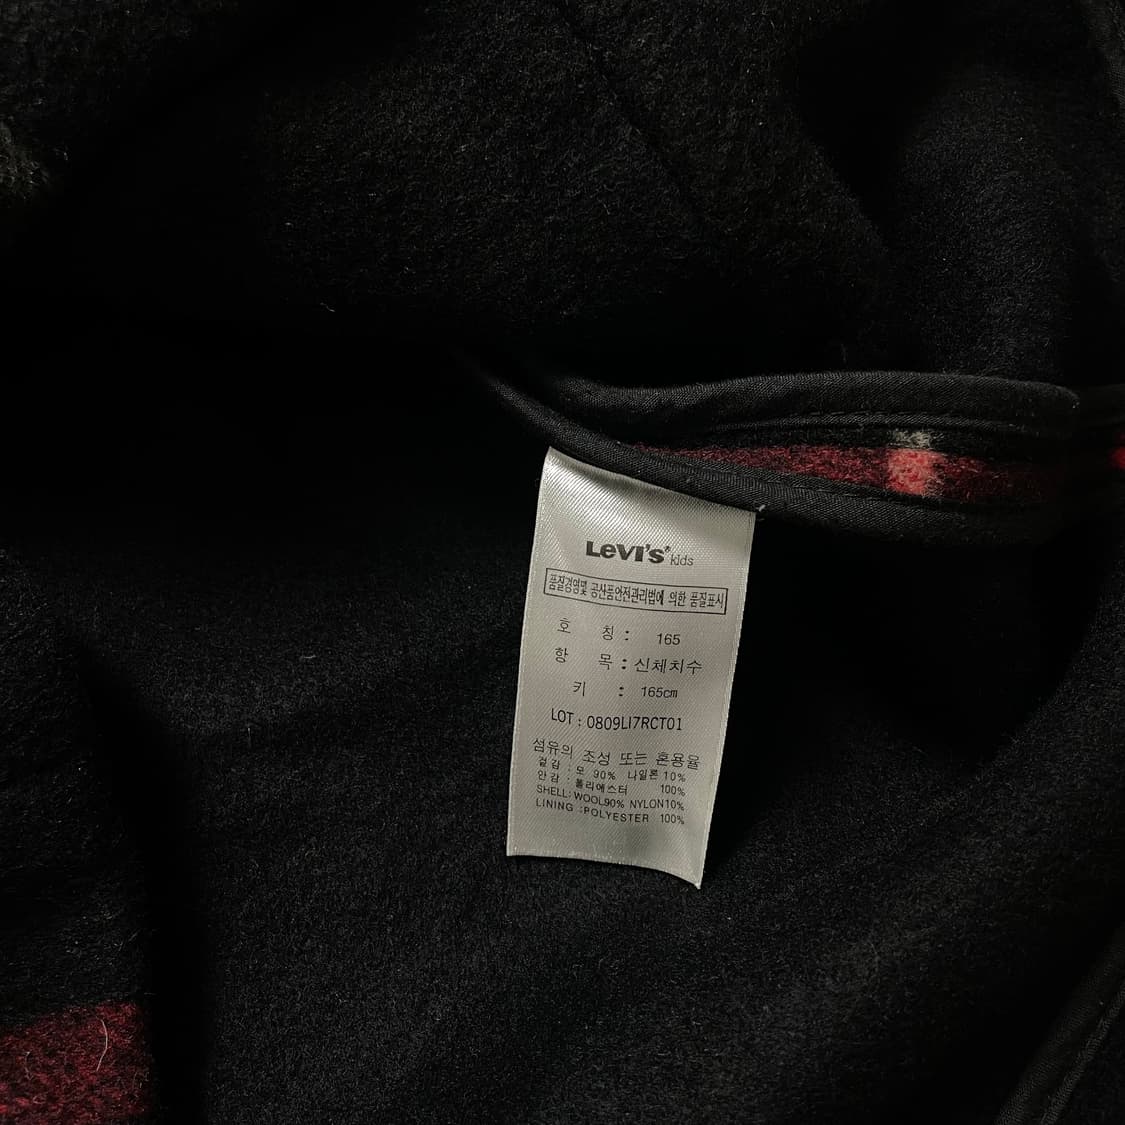 LeVI'S® kids
품질경영및 공산품안전관리법에 의한 품질표시
호 칭 : 165
항 목 : 신체치수
키 : 165cm
LOT : 0809LI7RCT01
섬유의 조성 또는 혼용율
겉감 : 모 90% 나일론 10%
안감 : 폴리에스터 100%
SHELL: WOOL90% NYLON10%
LINING :POLYESTER 100%